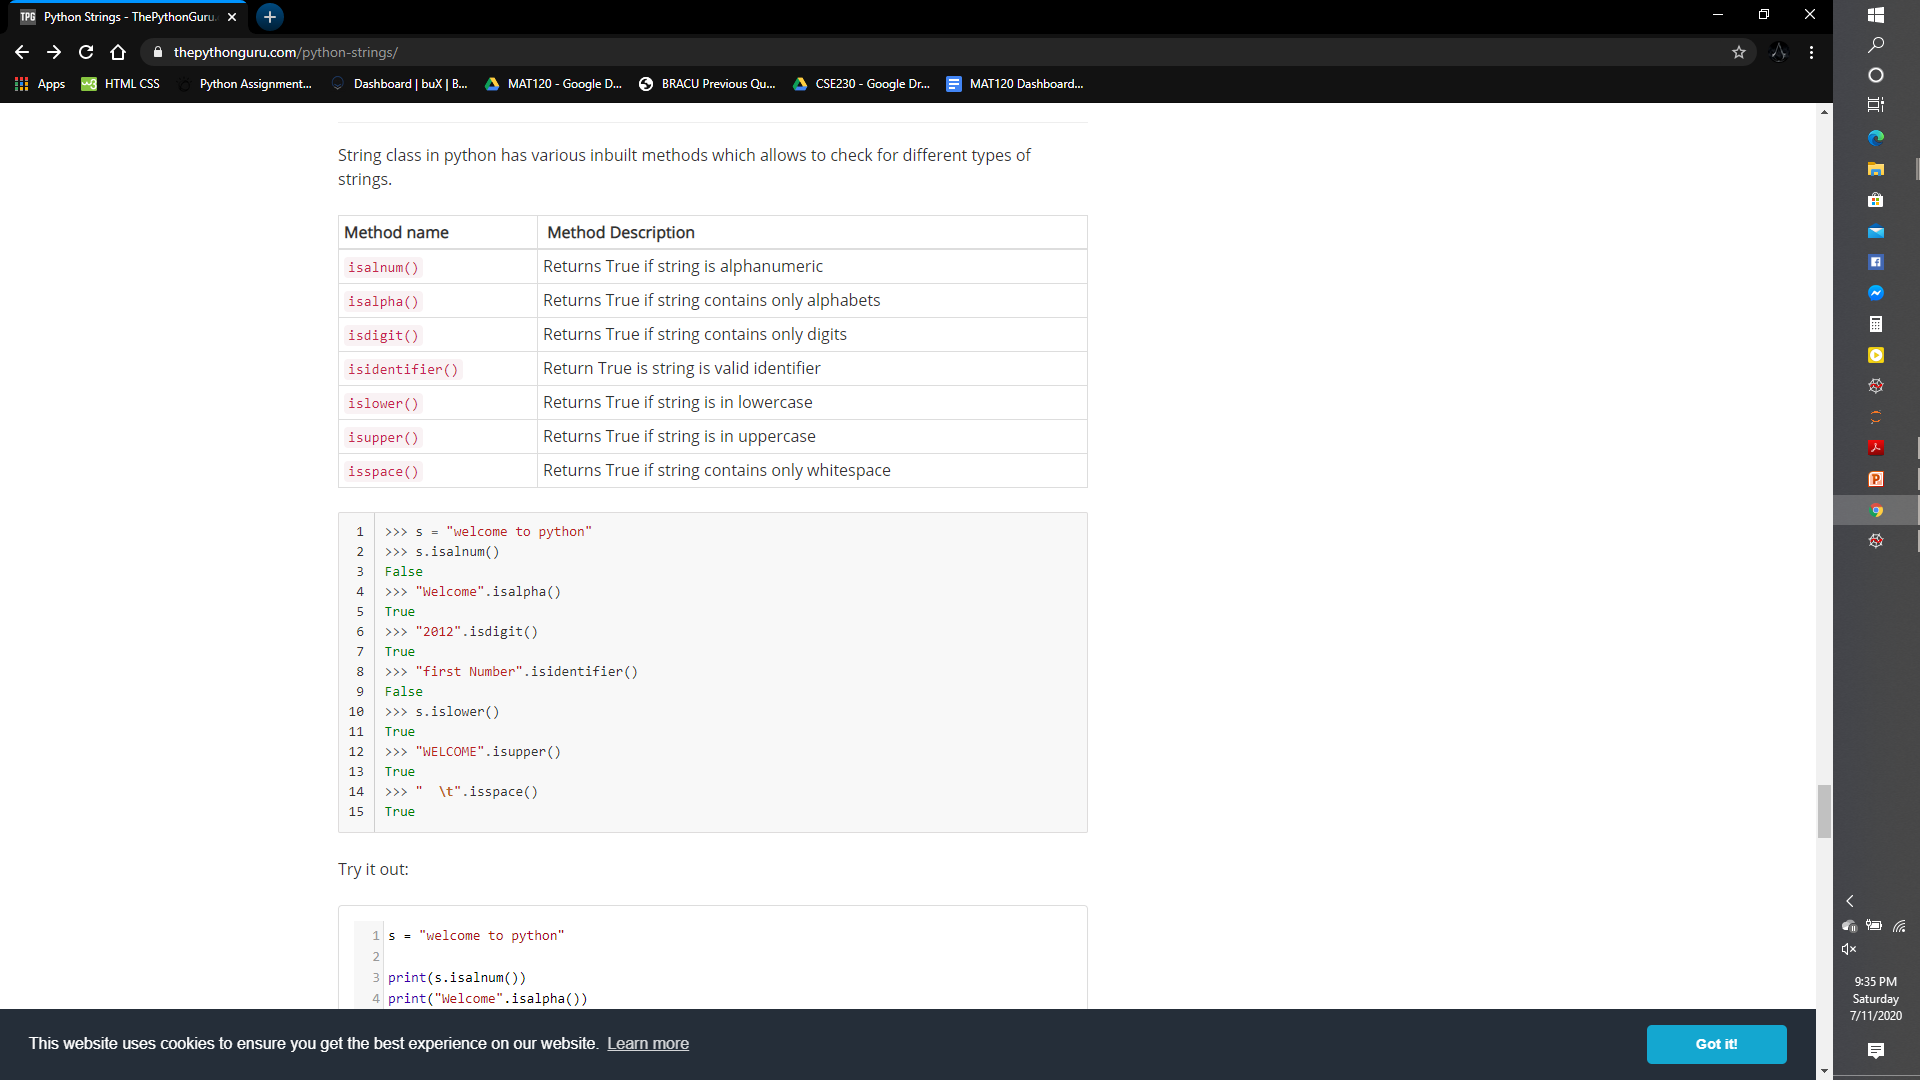 TPG Python Strings - ThePythonGuru
thepythonguru.com/python-strings/
Apps HTML CSS Python Assignment... Dashboard | buX | B... MAT120 - Google D... BRACU Previous Qu... CSE230 - Google Dr... MAT120 Dashboard...
String class in python has various inbuilt methods which allows to check for different types of
strings.
Method name Method Description
isalnum() Returns True if string is alphanumeric
isalpha() Returns True if string contains only alphabets
isdigit() Returns True if string contains only digits
isidentifier() Return True is string is valid identifier
islower() Returns True if string is in lowercase
isupper() Returns True if string is in uppercase
isspace() Returns True if string contains only whitespace
1 >>> s = "welcome to python"
2 >>> s.isalnum()
3 False
4 >>> "Welcome".isalpha()
5 True
6 >>> "2012".isdigit()
7 True
8 >>> "first Number".isidentifier()
9 False
10 >>> s.islower()
11 True
12 >>> "WELCOME".isupper()
13 True
14 >>> "  \t".isspace()
15 True
Try it out:
1 s = "welcome to python"
2
3 print(s.isalnum())
4 print("Welcome".isalpha())
This website uses cookies to ensure you get the best experience on our website. Learn more
Got it!
9:35 PM
Saturday
7/11/2020